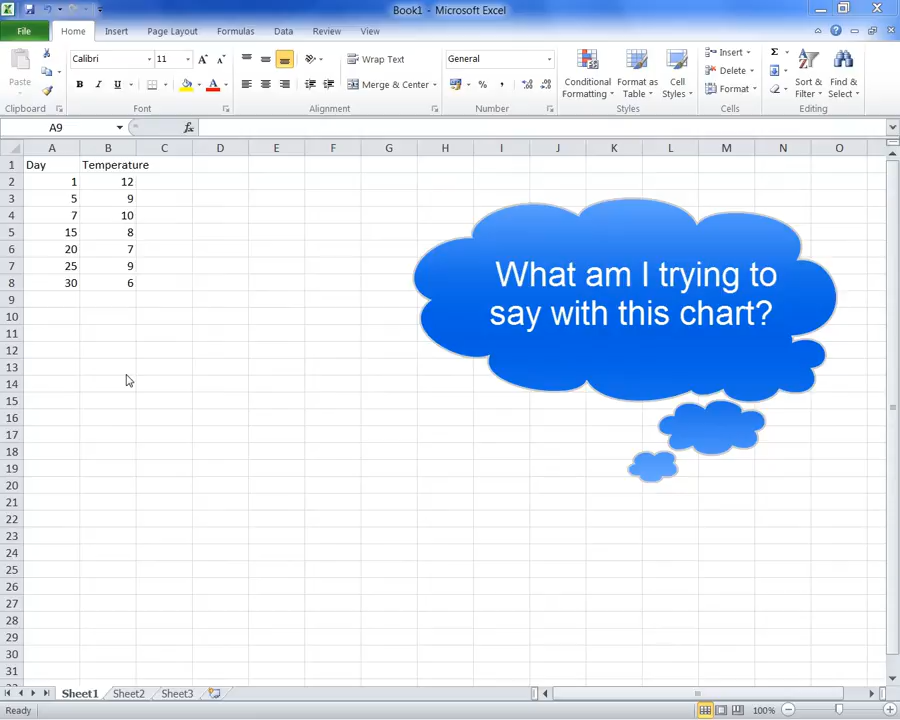 Book1 - Microsoft Excel
File Home Insert Page Layout Formulas Data Review View
Calibri 11 Wrap Text General Insert Σ
Paste B I U Merge & Center % , Conditional Formatting Format as Table Cell Styles Delete Format Sort & Filter Find & Select
Clipboard Font Alignment Number Styles Cells Editing
A9 fx
A B C D E F G H I J K L M N O
1 Day Temperature
2 1 12
3 5 9
4 7 10
5 15 8
6 20 7
7 25 9
8 30 6
9
10
11
12
13
14
15
16
17
18
19
20
21
22
23
24
25
26
27
28
29
30
31
What am I trying to
say with this chart?
Sheet1 Sheet2 Sheet3
Ready 100%